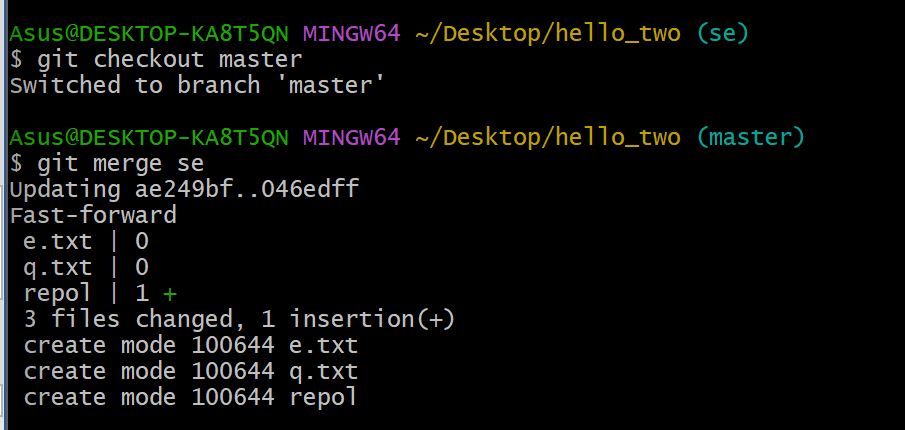 Asus@DESKTOP-KA8T5QN MINGW64 ~/Desktop/hello_two (se)
$ git checkout master
Switched to branch 'master'
Asus@DESKTOP-KA8T5QN MINGW64 ~/Desktop/hello_two (master)
$ git merge se
Updating ae249bf..046edff
Fast-forward
 e.txt | 0
 q.txt | 0
 repol | 1 +
 3 files changed, 1 insertion(+)
 create mode 100644 e.txt
 create mode 100644 q.txt
 create mode 100644 repol